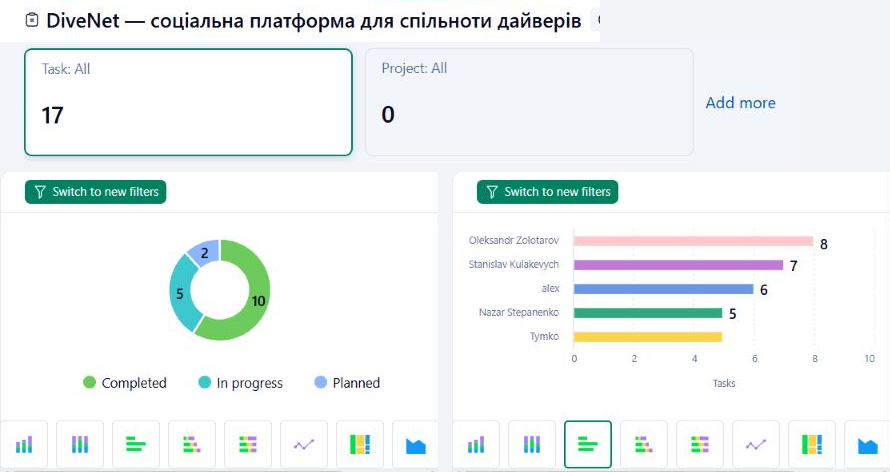 DiveNet — соціальна платформа для спільноти дайверів
Task: All
17
Project: All
0
Add more
Switch to new filters
2
5
10
Completed
In progress
Planned
Switch to new filters
Oleksandr Zolotarov
8
Stanislav Kulakevych
7
alex
6
Nazar Stepanenko
5
Tymko
0 2 4 6 8 10
Tasks